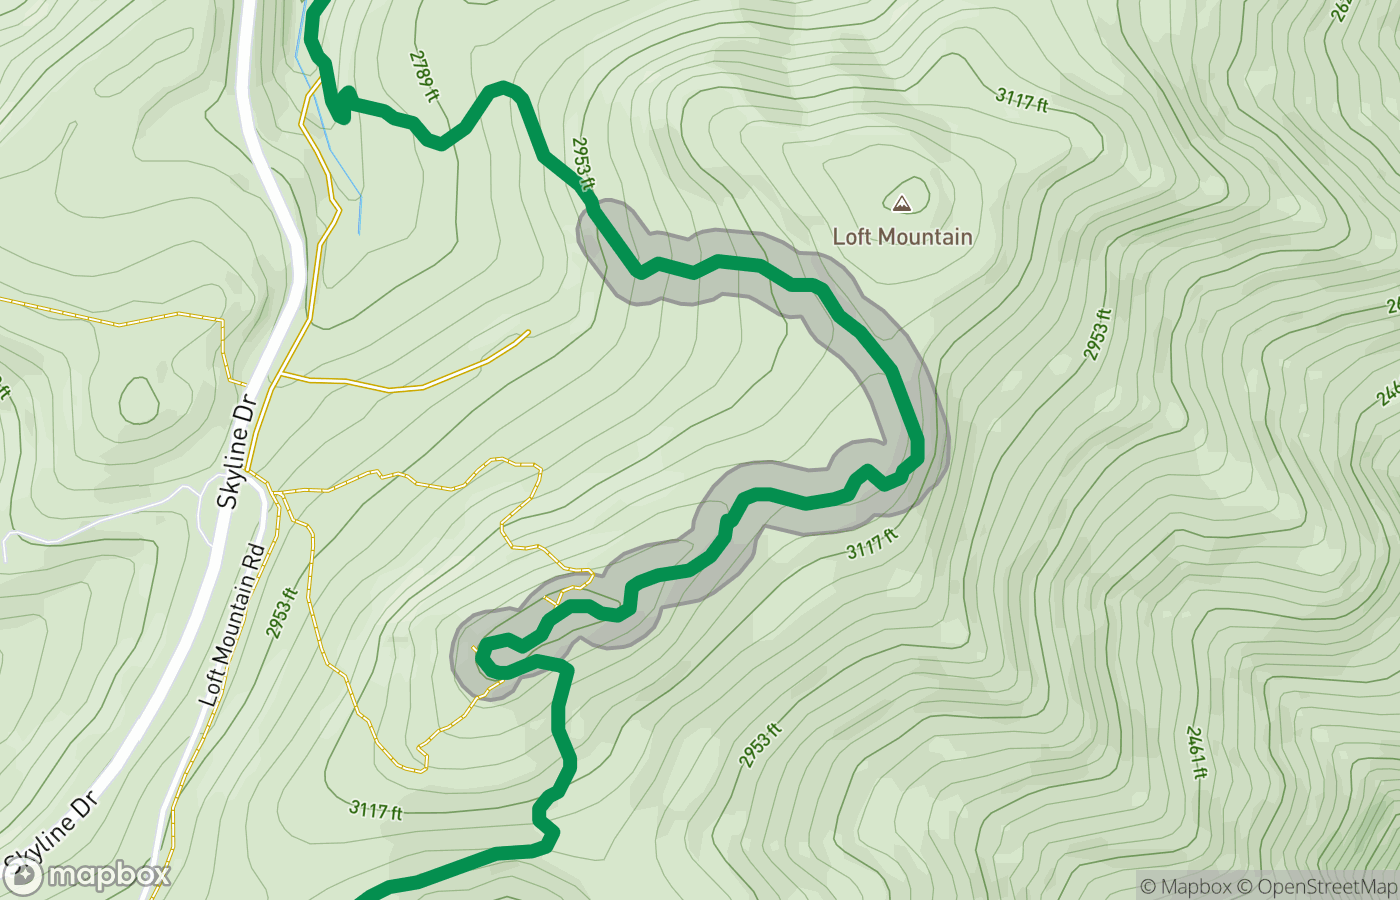 2789 ft
3117 ft
2953 ft
Loft Mountain
2953 ft
Skyline Dr
3117 ft
Loft Mountain Rd
2953 ft
2953 ft
2461 ft
3117 ft
Skyline Dr
mapbox
© Mapbox © OpenStreetMap